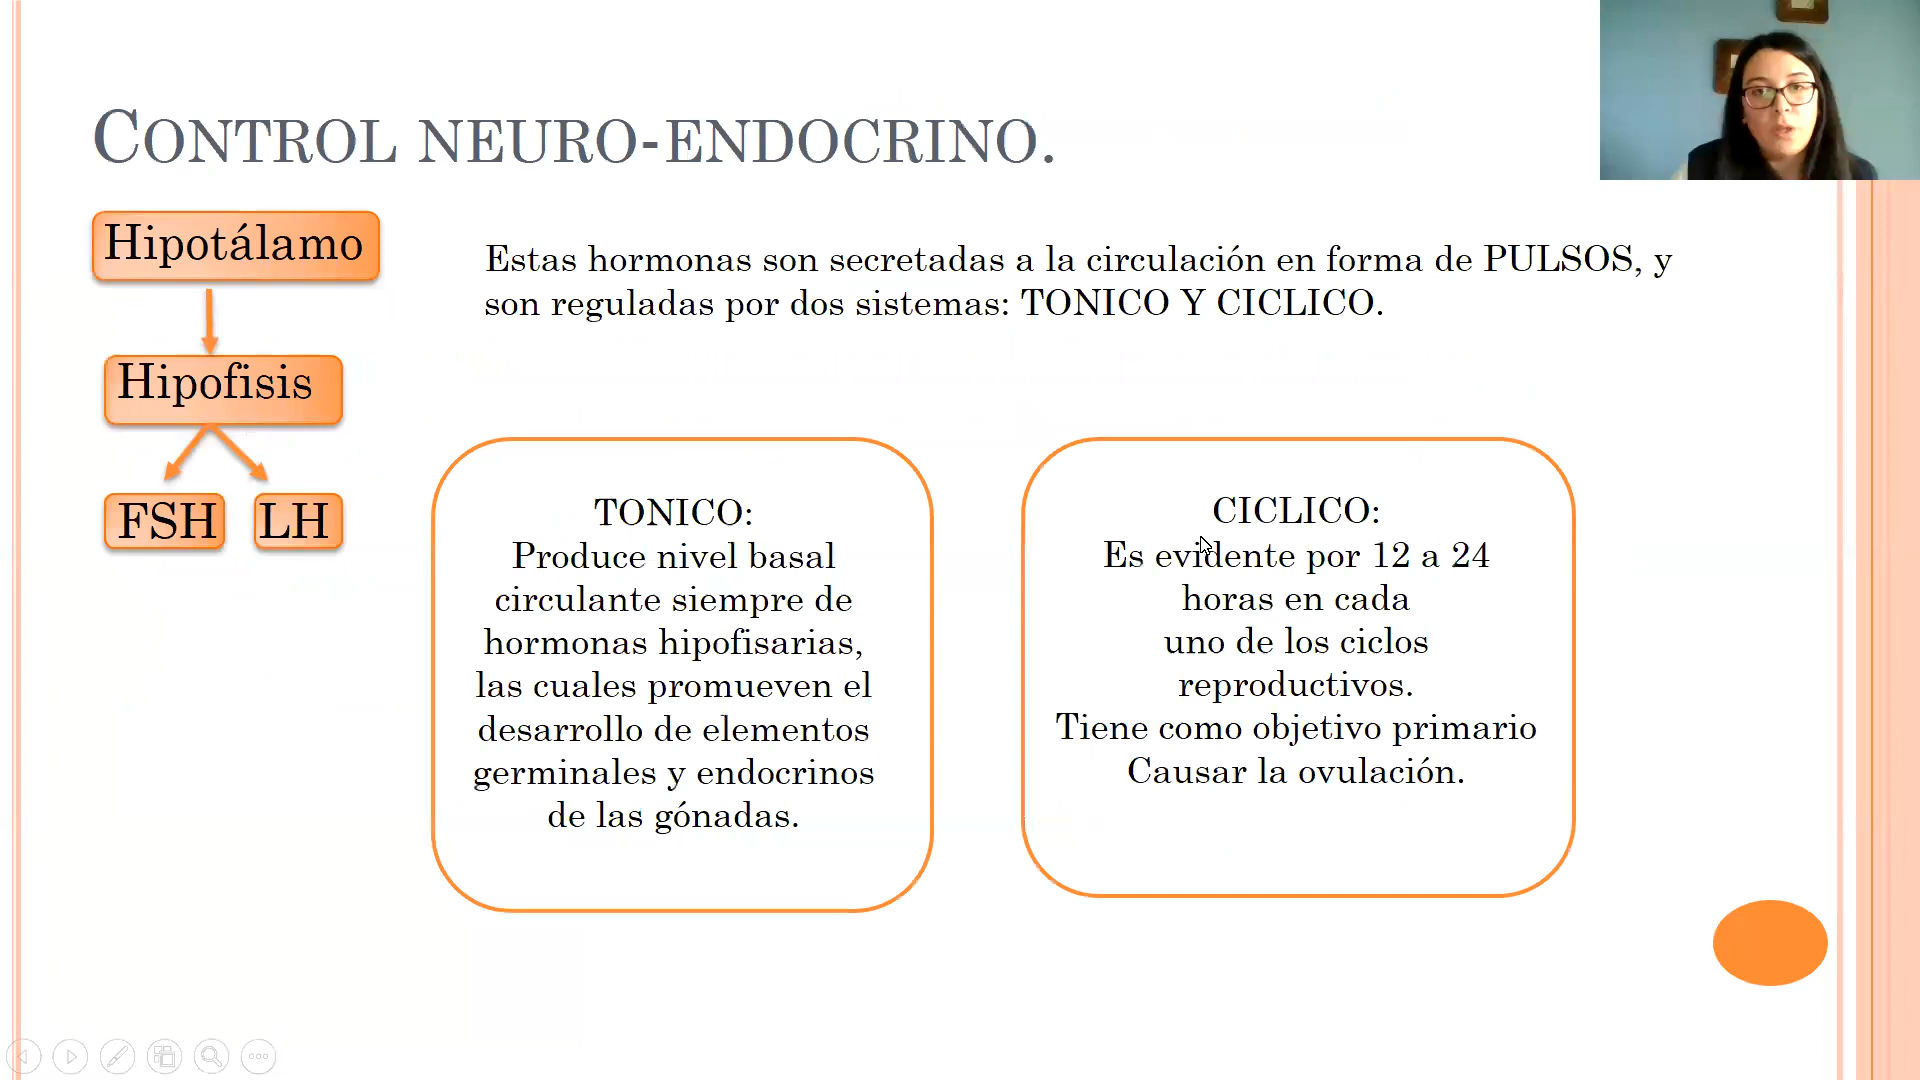 CONTROL NEURO-ENDOCRINO.
Hipotálamo
Hipofisis
FSH
LH
Estas hormonas son secretadas a la circulación en forma de PULSOS, y
son reguladas por dos sistemas: TONICO Y CICLICO.
TONICO:
Produce nivel basal
circulante siempre de
hormonas hipofisarias,
las cuales promueven el
desarrollo de elementos
germinales y endocrinos
de las gónadas.
CICLICO:
Es evidente por 12 a 24
horas en cada
uno de los ciclos
reproductivos.
Tiene como objetivo primario
Causar la ovulación.